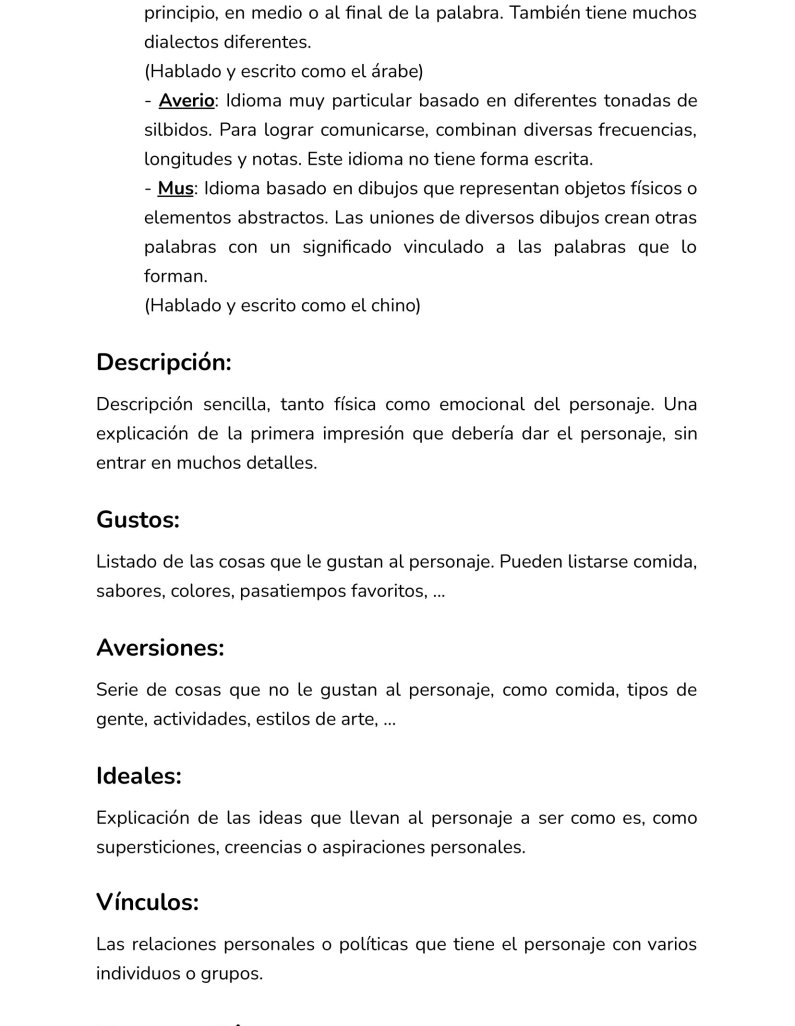 principio, en medio o al final de la palabra. También tiene muchos
dialectos diferentes.
(Hablado y escrito como el árabe)
- Averio: Idioma muy particular basado en diferentes tonadas de
silbidos. Para lograr comunicarse, combinan diversas frecuencias,
longitudes y notas. Este idioma no tiene forma escrita.
- Mus: Idioma basado en dibujos que representan objetos físicos o
elementos abstractos. Las uniones de diversos dibujos crean otras
palabras con un significado vinculado a las palabras que lo
forman.
(Hablado y escrito como el chino)
Descripción:
Descripción sencilla, tanto física como emocional del personaje. Una
explicación de la primera impresión que debería dar el personaje, sin
entrar en muchos detalles.
Gustos:
Listado de las cosas que le gustan al personaje. Pueden listarse comida,
sabores, colores, pasatiempos favoritos, ...
Aversiones:
Serie de cosas que no le gustan al personaje, como comida, tipos de
gente, actividades, estilos de arte, ...
Ideales:
Explicación de las ideas que llevan al personaje a ser como es, como
supersticiones, creencias o aspiraciones personales.
Vínculos:
Las relaciones personales o políticas que tiene el personaje con varios
individuos o grupos.